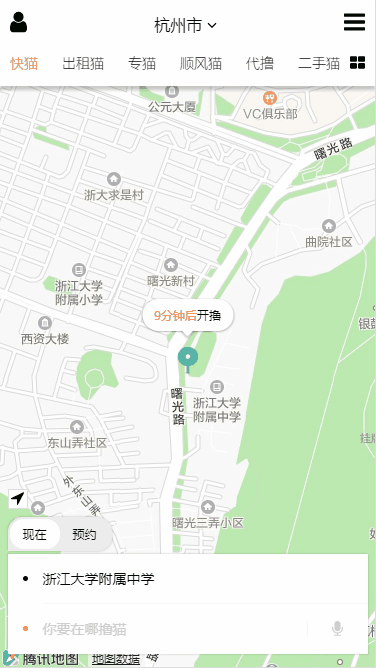 杭州市
快猫 出租猫 专猫 顺风猫 代撸 二手猫
公元大厦
VC俱乐部
曙光路
浙大求是村
曲院社区
浙江大学
附属小学
曙光新村
9分钟后开撸
银
西资大楼
曙光路
浙江大学
附属中学
东山弄社区
外东山弄
曙光三弄小区
现在 预约
浙江大学附属中学
你要在哪撸猫
腾讯地图 地图数据